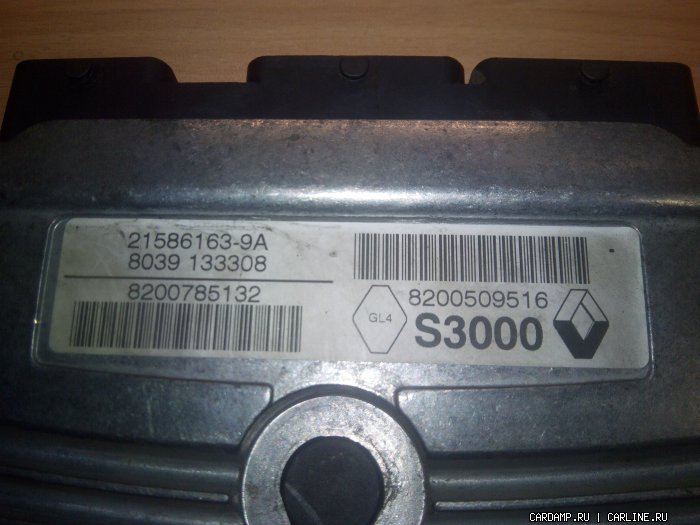 21586163-9A
8039 133308
8200785132
8200509516
GL4
S3000
CARDAMP.RU | CARLINE.RU